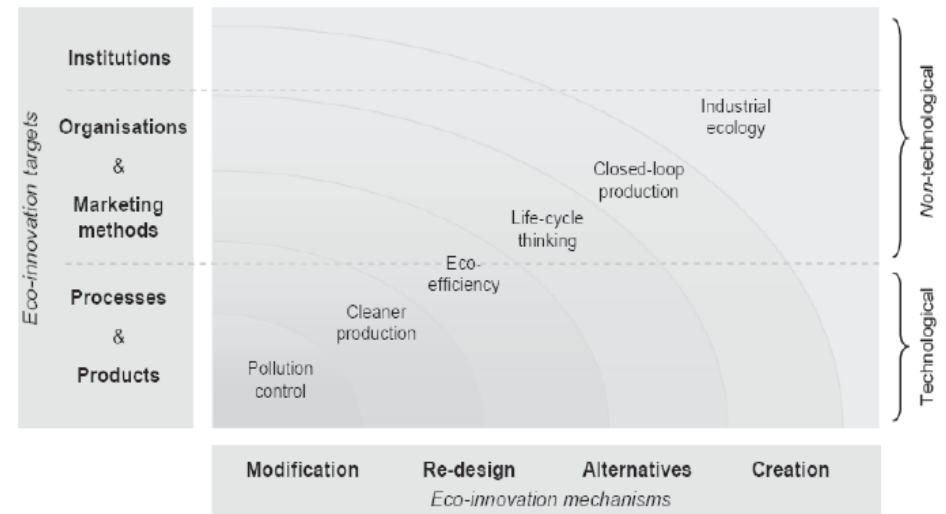 Eco-innovation targets
Institutions
Organisations
&
Marketing
methods
Processes
&
Products
Industrial
ecology
Closed-loop
production
Life-cycle
thinking
Eco-
efficiency
Cleaner
production
Pollution
control
Non-technological
Technological
Modification
Re-design
Alternatives
Creation
Eco-innovation mechanisms